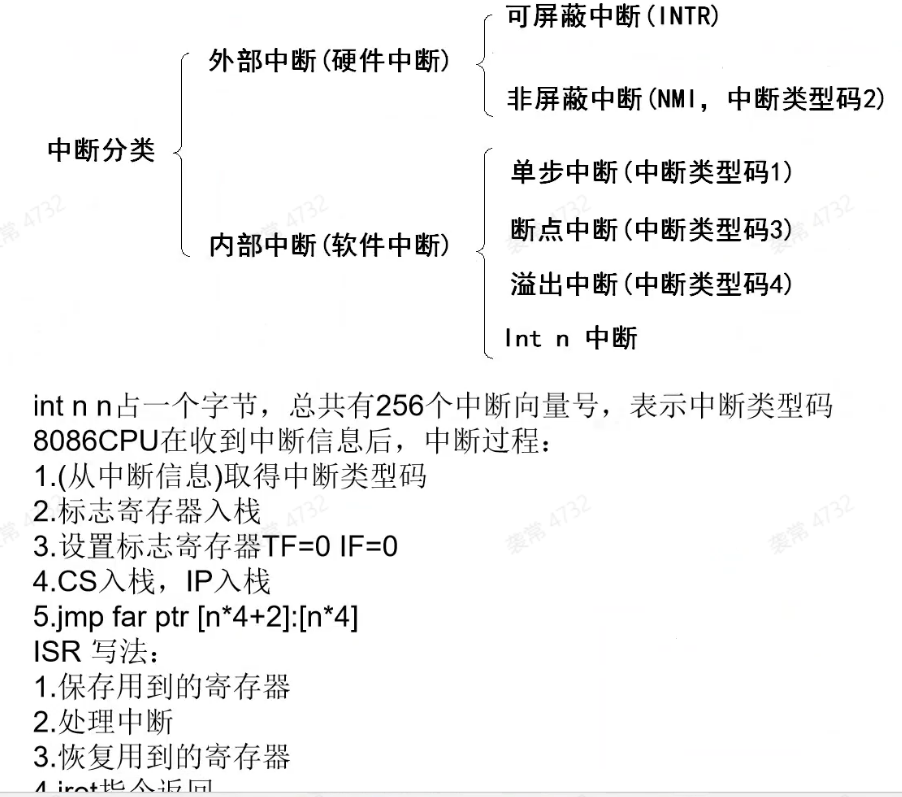 可屏蔽中断(INTR)
外部中断(硬件中断)
非屏蔽中断(NMI，中断类型码2)
中断分类
单步中断(中断类型码1)
断点中断(中断类型码3)
内部中断(软件中断)
溢出中断(中断类型码4)
Int n 中断
int n n占一个字节，总共有256个中断向量号，表示中断类型码
8086CPU在收到中断信息后，中断过程：
1.(从中断信息)取得中断类型码
2.标志寄存器入栈
3.设置标志寄存器TF=0 IF=0
4.CS入栈，IP入栈
5.jmp far ptr [n*4+2]:[n*4]
ISR 写法：
1.保存用到的寄存器
2.处理中断
3.恢复用到的寄存器
4.iret指令返回